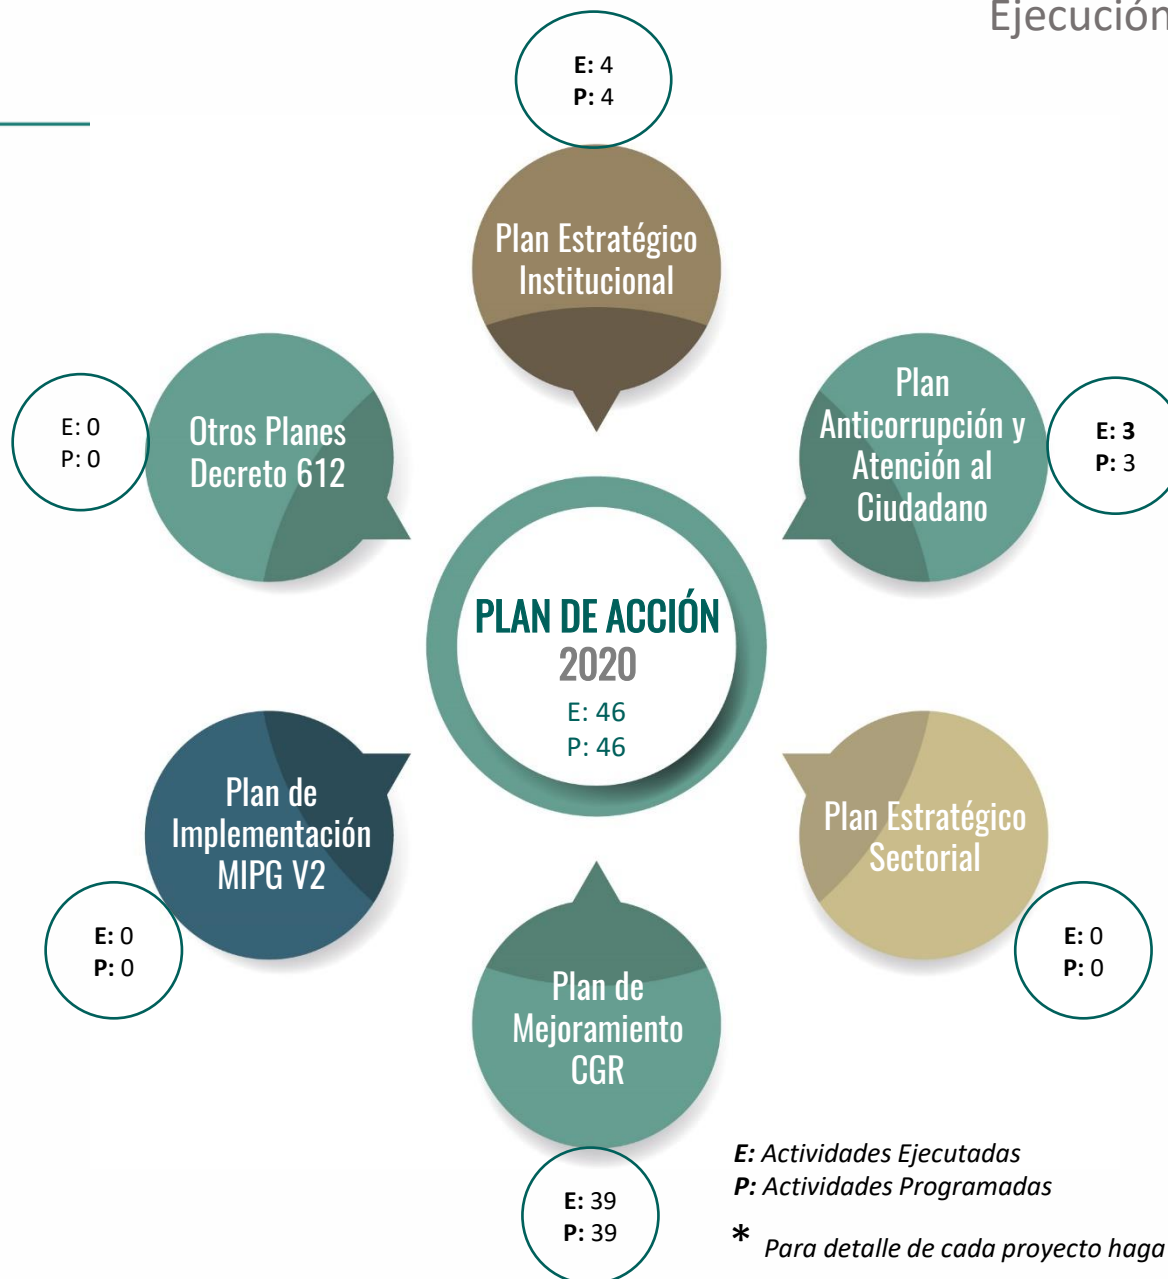 Ejecución
E: 4
P: 4
Plan Estratégico
Institucional
E: 0
P: 0
Otros Planes
Decreto 612
Plan
Anticorrupción y
Atención al
Ciudadano
E: 3
P: 3
PLAN DE ACCIÓN
2020
E: 46
P: 46
Plan de
Implementación
MIPG V2
E: 0
P: 0
Plan Estratégico
Sectorial
E: 0
P: 0
Plan de
Mejoramiento
CGR
E: 39
P: 39
E: Actividades Ejecutadas
P: Actividades Programadas
* Para detalle de cada proyecto haga